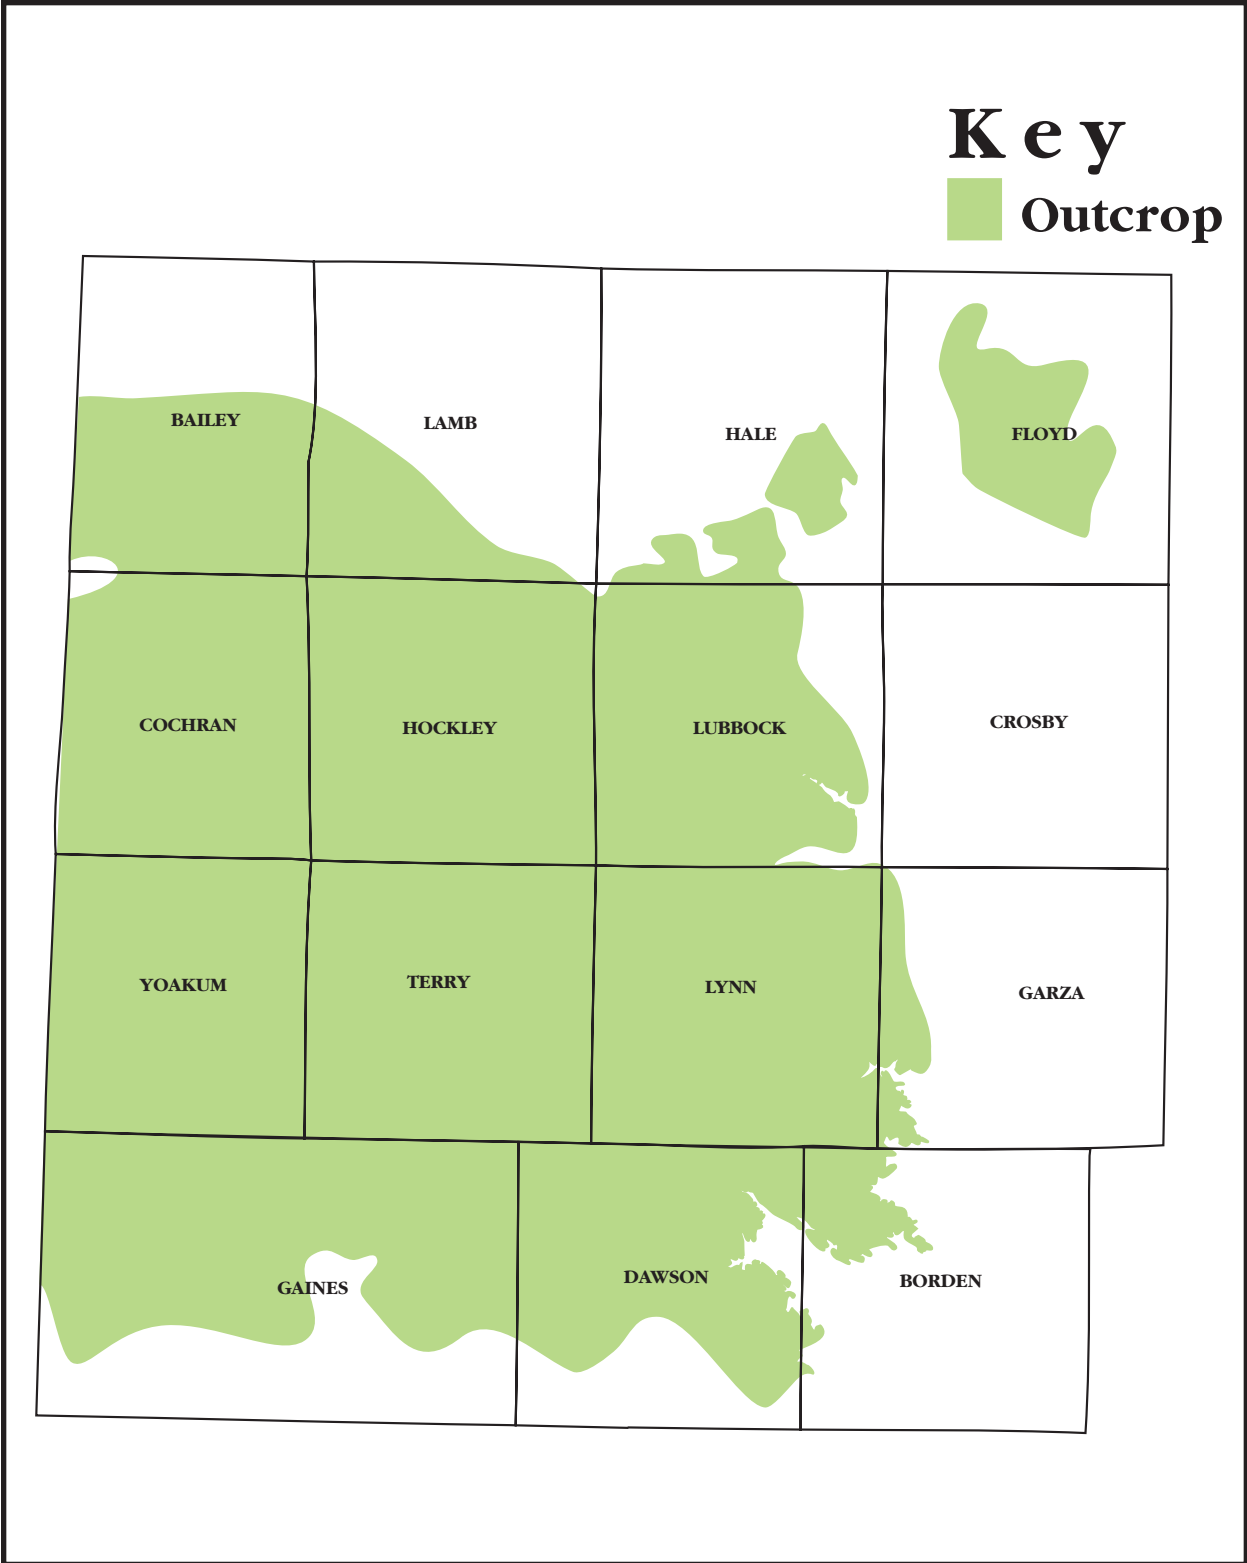 Key
Outcrop
BAILEY
LAMB
HALE
FLOYD
COCHRAN
HOCKLEY
LUBBOCK
CROSBY
YOAKUM
TERRY
LYNN
GARZA
GAINES
DAWSON
BORDEN